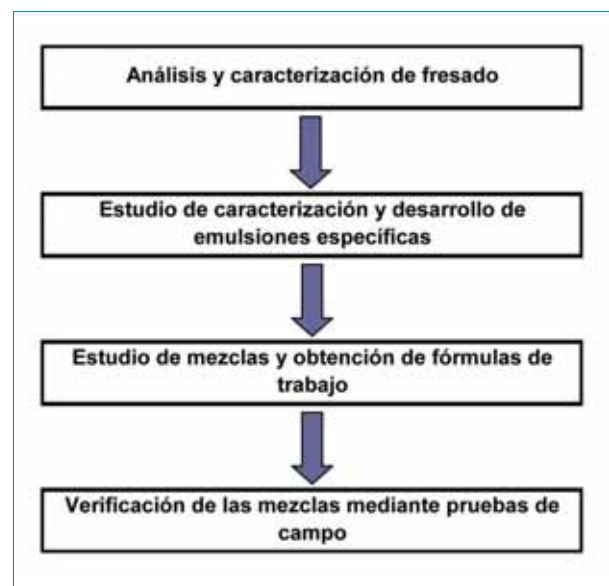 Análisis y caracterización de fresado
Estudio de caracterización y desarrollo de
emulsiones específicas
Estudio de mezclas y obtención de fórmulas de
trabajo
Verificación de las mezclas mediante pruebas de
campo